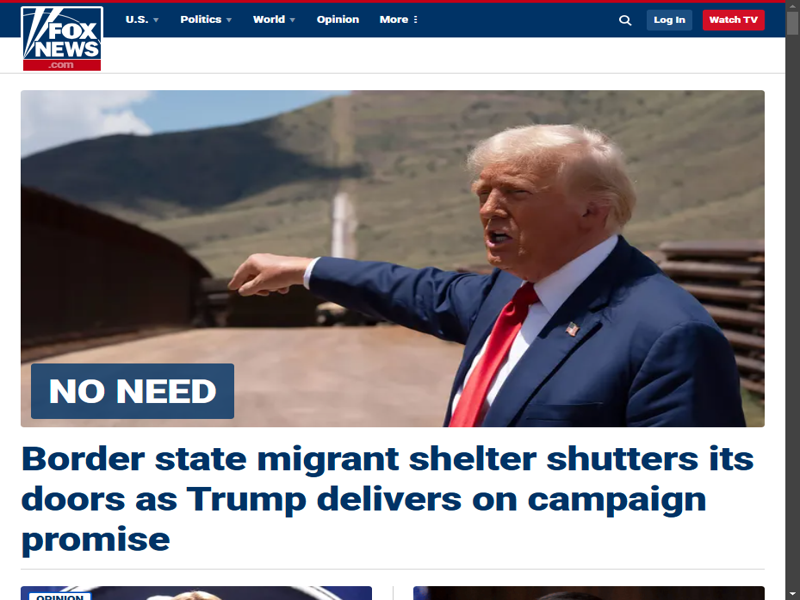 U.S. Politics World Opinion More Log In Watch TV
FOX
NEWS
.com
NO NEED
Border state migrant shelter shutters its
doors as Trump delivers on campaign
promise
OPINION